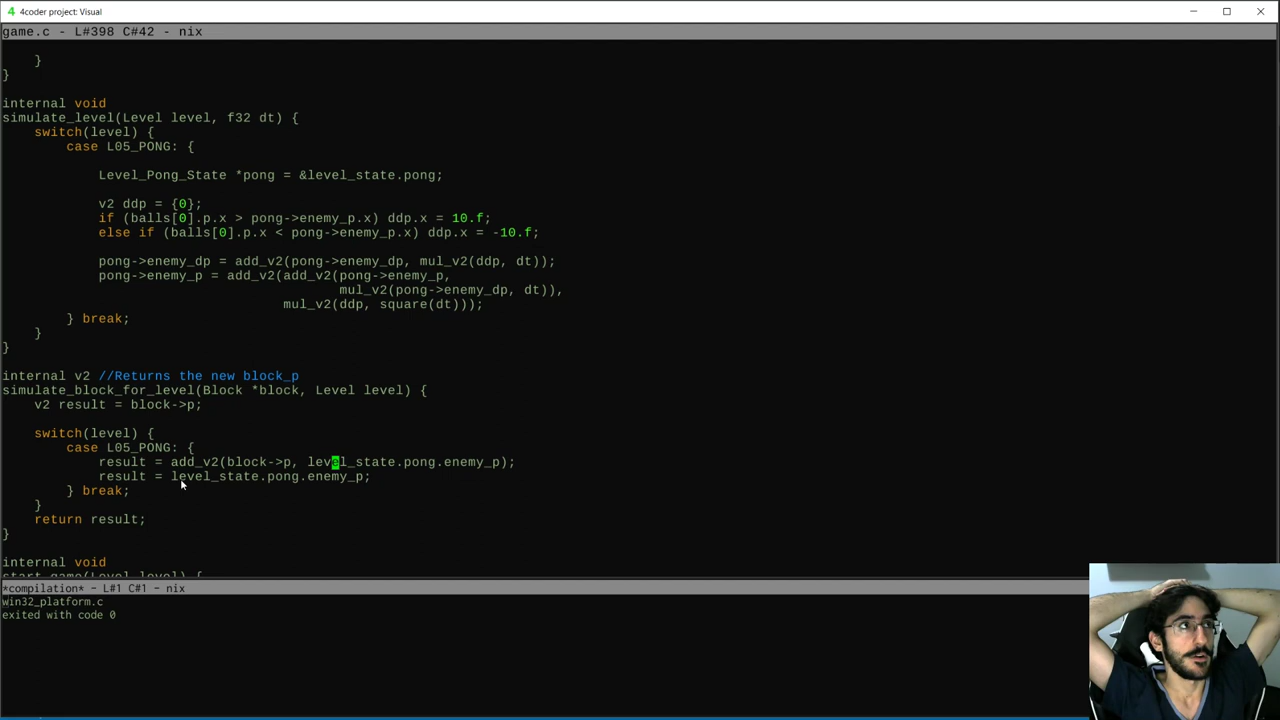 4 4coder project: Visual
game.c - L#398 C#42 - nix
    }
}
internal void
simulate_level(Level level, f32 dt) {
    switch(level) {
        case L05_PONG: {
            Level_Pong_State *pong = &level_state.pong;
            v2 ddp = {0};
            if (balls[0].p.x > pong->enemy_p.x) ddp.x = 10.f;
            else if (balls[0].p.x < pong->enemy_p.x) ddp.x = -10.f;
            pong->enemy_dp = add_v2(pong->enemy_dp, mul_v2(ddp, dt));
            pong->enemy_p = add_v2(add_v2(pong->enemy_p,
                                          mul_v2(pong->enemy_dp, dt)),
                                   mul_v2(ddp, square(dt)));
        } break;
    }
}
internal v2 //Returns the new block_p
simulate_block_for_level(Block *block, Level level) {
    v2 result = block->p;
    switch(level) {
        case L05_PONG: {
            result = add_v2(block->p, level_state.pong.enemy_p);
            result = level_state.pong.enemy_p;
        } break;
    }
    return result;
}
internal void
start_game(Level level) {
*compilation* - L#1 C#1 - nix
win32_platform.c
exited with code 0